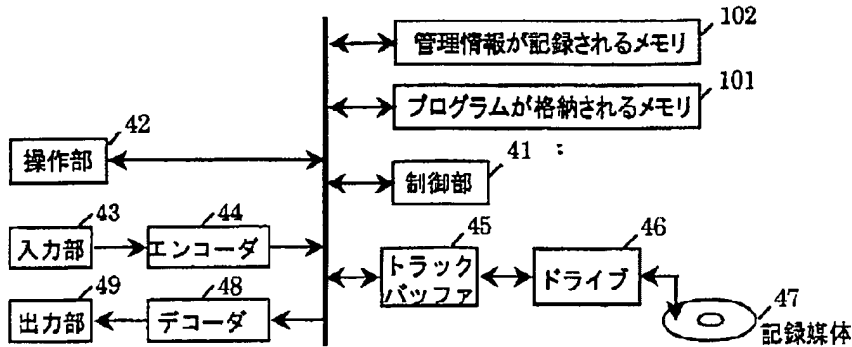 102
管理情報が記録されるメモリ
101
プログラムが格納されるメモリ
42
操作部
41
制御部
43
入力部
44
エンコーダ
45
トラック
バッファ
46
ドライブ
49
出力部
48
デコーダ
47
記録媒体